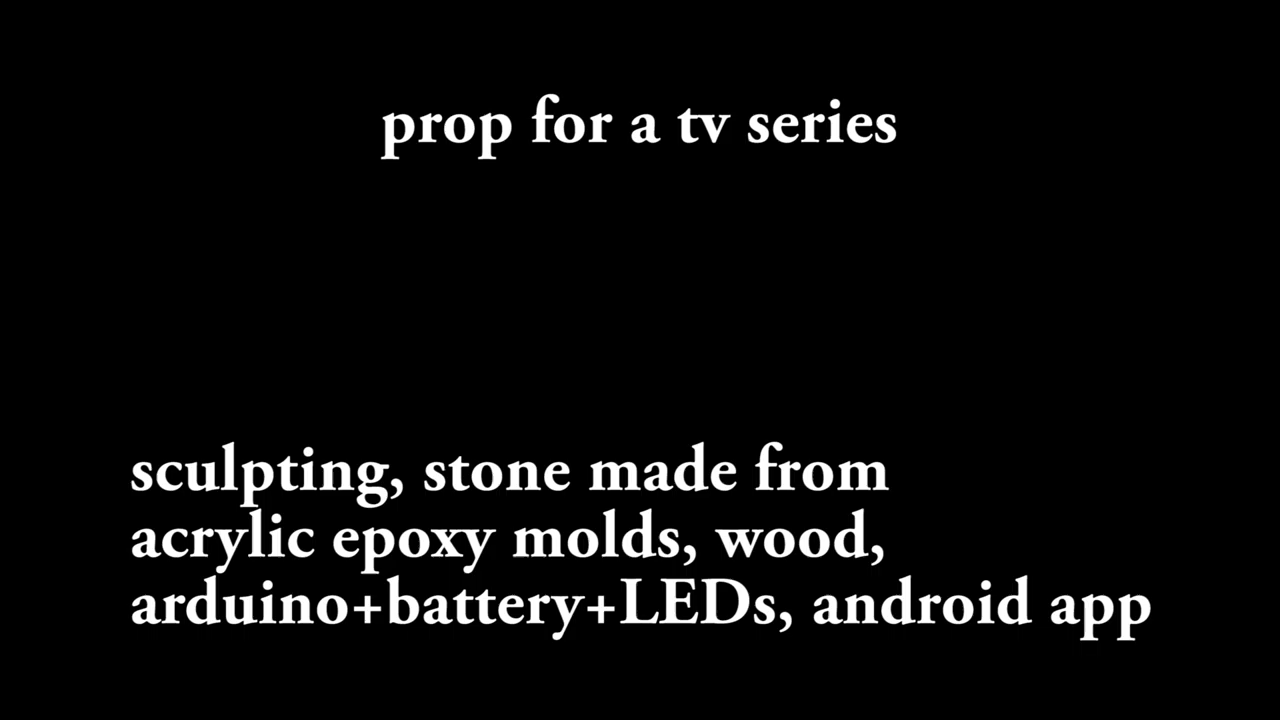 prop for a tv series
sculpting, stone made from
acrylic epoxy molds, wood,
arduino+battery+LEDs, android app